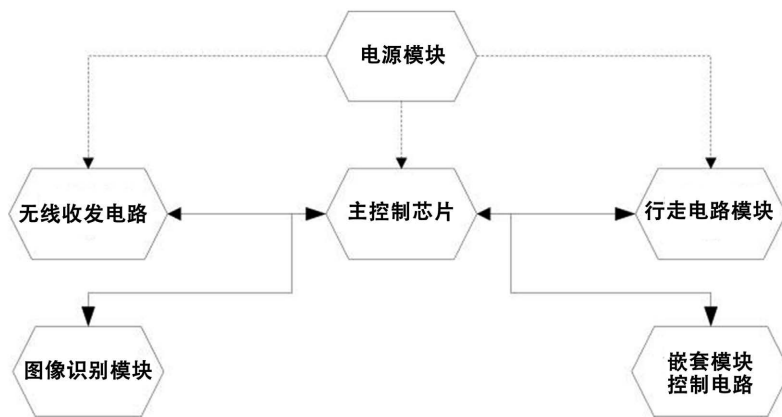 电源模块
无线收发电路
主控制芯片
行走电路模块
图像识别模块
嵌套模块
控制电路